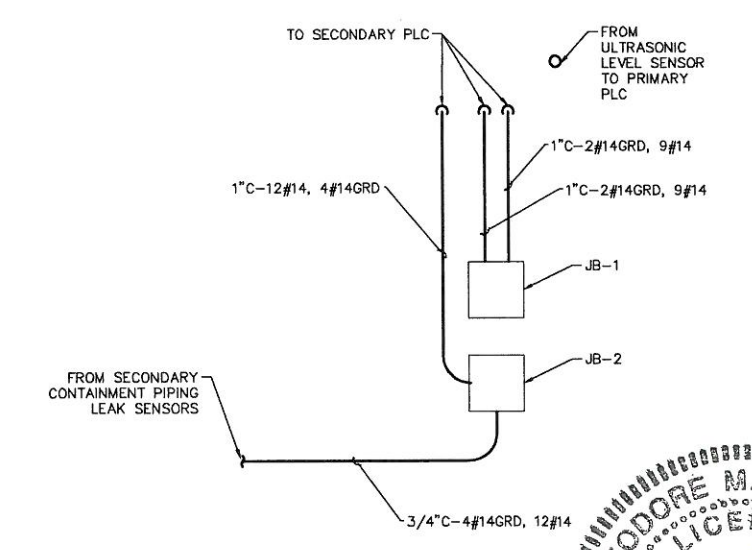 TO SECONDARY PLC
FROM
ULTRASONIC
LEVEL SENSOR
TO PRIMARY
PLC
1"C-2#14GRD, 9#14
1"C-12#14, 4#14GRD
1"C-2#14GRD, 9#14
JB-1
JB-2
FROM SECONDARY
CONTAINMENT PIPING
LEAK SENSORS
3/4"C-4#14GRD, 12#14